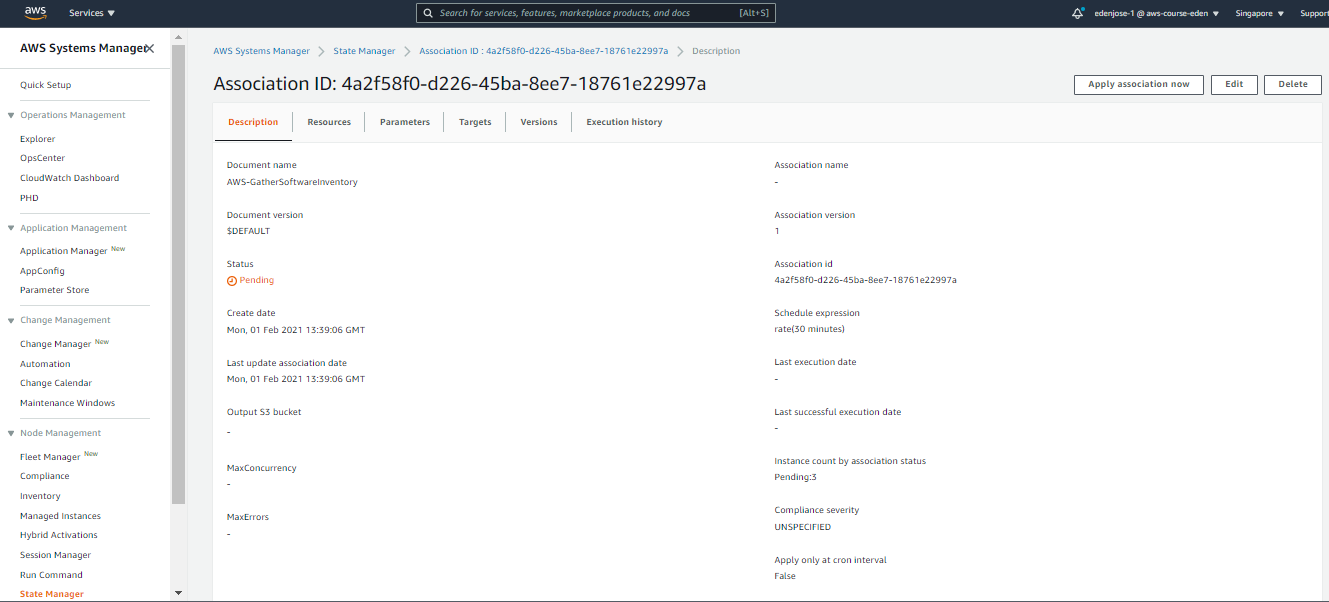 aws
Services
Search for services, features, marketplace products, and docs [Alt+S]
edenjose-1 @ aws-course-eden
Singapore
Support
AWS Systems Manager
Quick Setup
Operations Management
Explorer
OpsCenter
CloudWatch Dashboard
PHD
Application Management
Application Manager New
AppConfig
Parameter Store
Change Management
Change Manager New
Automation
Change Calendar
Maintenance Windows
Node Management
Fleet Manager New
Compliance
Inventory
Managed Instances
Hybrid Activations
Session Manager
Run Command
State Manager
AWS Systems Manager > State Manager > Association ID : 4a2f58f0-d226-45ba-8ee7-18761e22997a > Description
Association ID: 4a2f58f0-d226-45ba-8ee7-18761e22997a
Apply association now
Edit
Delete
Description
Resources
Parameters
Targets
Versions
Execution history
Document name
AWS-GatherSoftwareInventory
Document version
$DEFAULT
Status
Pending
Create date
Mon, 01 Feb 2021 13:39:06 GMT
Last update association date
Mon, 01 Feb 2021 13:39:06 GMT
Output S3 bucket
-
MaxConcurrency
-
MaxErrors
-
Association name
-
Association version
1
Association id
4a2f58f0-d226-45ba-8ee7-18761e22997a
Schedule expression
rate(30 minutes)
Last execution date
-
Last successful execution date
-
Instance count by association status
Pending:3
Compliance severity
UNSPECIFIED
Apply only at cron interval
False